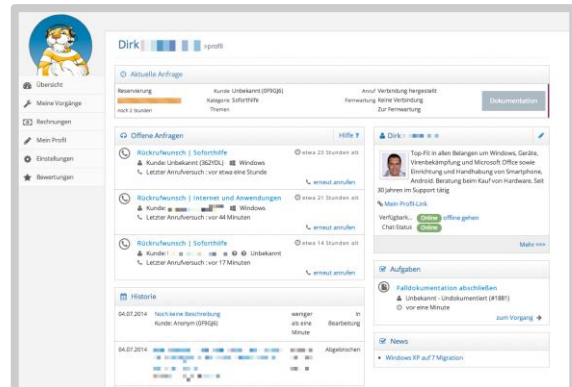 Dirk
-profil
Übersicht
Meine Vorgänge
Rechnungen
Mein Profil
Einstellungen
Bewertungen
Aktuelle Anfrage
Reservierung
noch 2 Stunden
Kunde Unbekannt (0F9GJ6)
Kategorie Soforthilfe
Themen
Anruf Verbindung hergestellt
Fernwartung Keine Verbindung
Zur Fernwartung
Dokumentation
Offene Anfragen
Hilfe ?
Rückrufwunsch | Soforthilfe
etwa 23 Stunden alt
Kunde: Unbekannt (362YDL) Windows
Letzter Anrufversuch : vor etwa eine Stunde
erneut anrufen
Rückrufwunsch | Internet und Anwendungen
etwa 21 Stunden alt
Kunde: Windows
Letzter Anrufversuch : vor 44 Minuten
erneut anrufen
Rückrufwunsch | Soforthilfe
etwa 14 Stunden alt
Kunde: Unbekannt
Letzter Anrufversuch : vor 17 Minuten
erneut anrufen
Historie
04.07.2014 Noch keine Beschreibung
Kunde: Anonym (0F9GJ6)
weniger
als eine
Minute
In
Bearbeitung
04.07.2014
Abgebrochen
Dirk
Top-Fit in allen Belangen um Windows, Geräte,
Virenbekämpfung und Microsoft Office sowie
Einrichtung und Handhabung von Smartphone,
Android. Beratung beim Kauf von Hardware. Seit
30 Jahren im Support tätig
Mein Profil-Link
Verfügbark... Online offline gehen
Chat-Status Online
Mehr >>>
Aufgaben
Falldokumentation abschließen
Unbekannt - Undokumentiert (#1881)
vor eine Minute
zum Vorgang
News
Windows XP auf 7 Migration